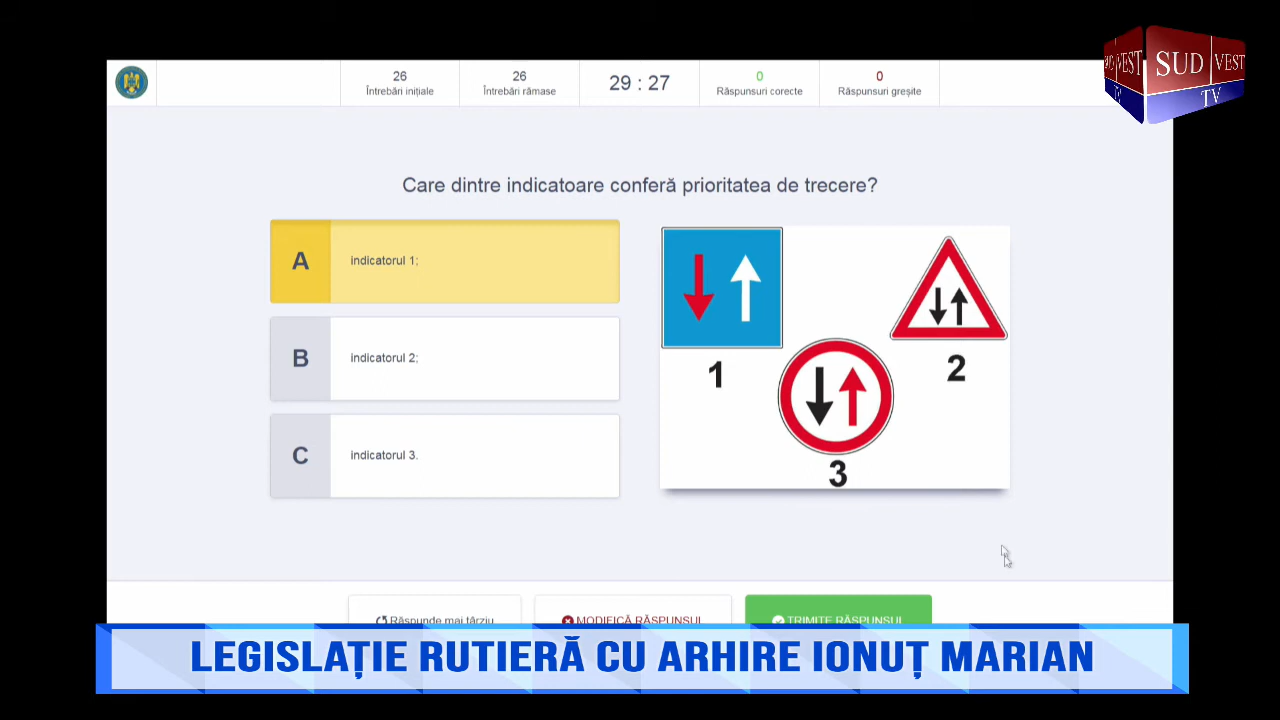 26
Întrebări inițiale
26
Întrebări rămase
29 : 27
0
Răspunsuri corecte
0
Răspunsuri greșite
SUD VEST
TV
Care dintre indicatoare conferă prioritatea de trecere?
A
indicatorul 1;
B
indicatorul 2;
C
indicatorul 3.
1
2
3
Răspunde mai târziu
MODIFICĂ RĂSPUNSUL
TRIMITE RĂSPUNSUL
LEGISLAȚIE RUTIERĂ CU ARHIRE IONUȚ MARIAN